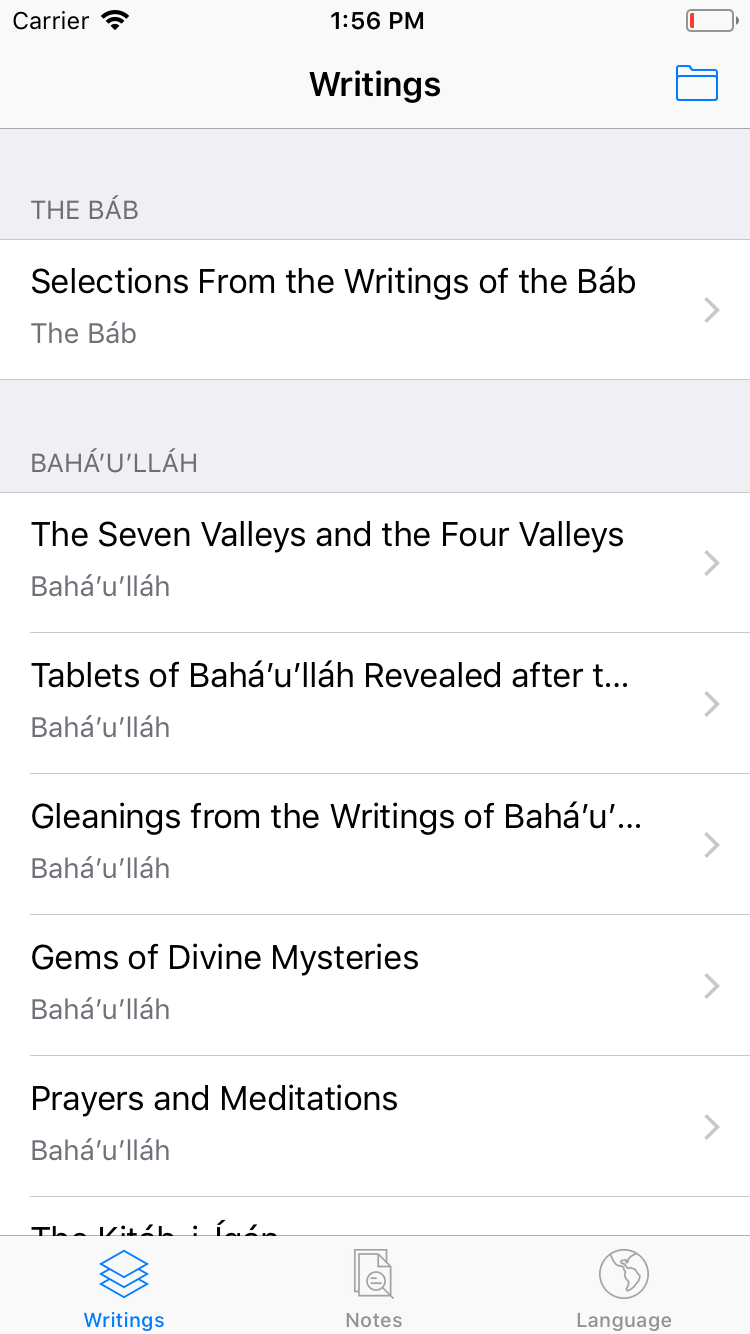 Carrier 1:56 PM
Writings
THE BÁB
Selections From the Writings of the Báb
The Báb
BAHÁ’U’LLÁH
The Seven Valleys and the Four Valleys
Bahá’u’lláh
Tablets of Bahá’u’lláh Revealed after t...
Bahá’u’lláh
Gleanings from the Writings of Bahá’u’...
Bahá’u’lláh
Gems of Divine Mysteries
Bahá’u’lláh
Prayers and Meditations
Bahá’u’lláh
The Kitáb-i-Íqán
Writings Notes Language